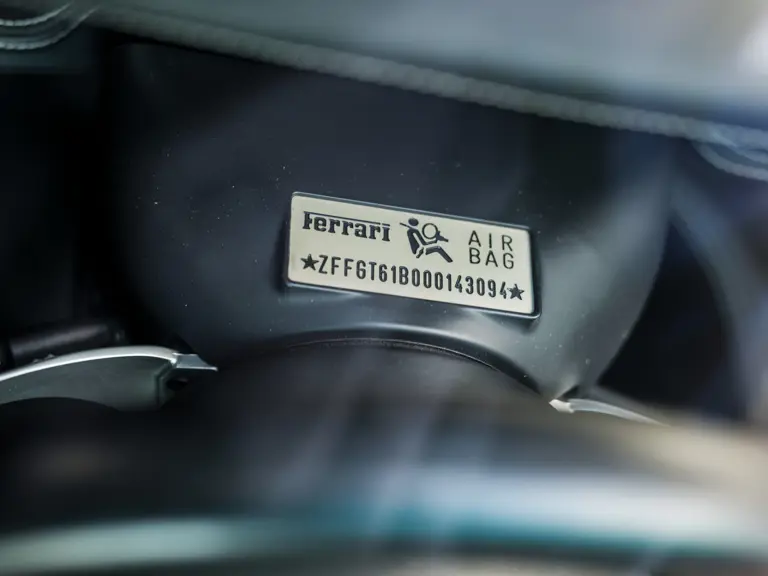 Ferrari
AIR
BAG
★ZFFGT61B000143094★